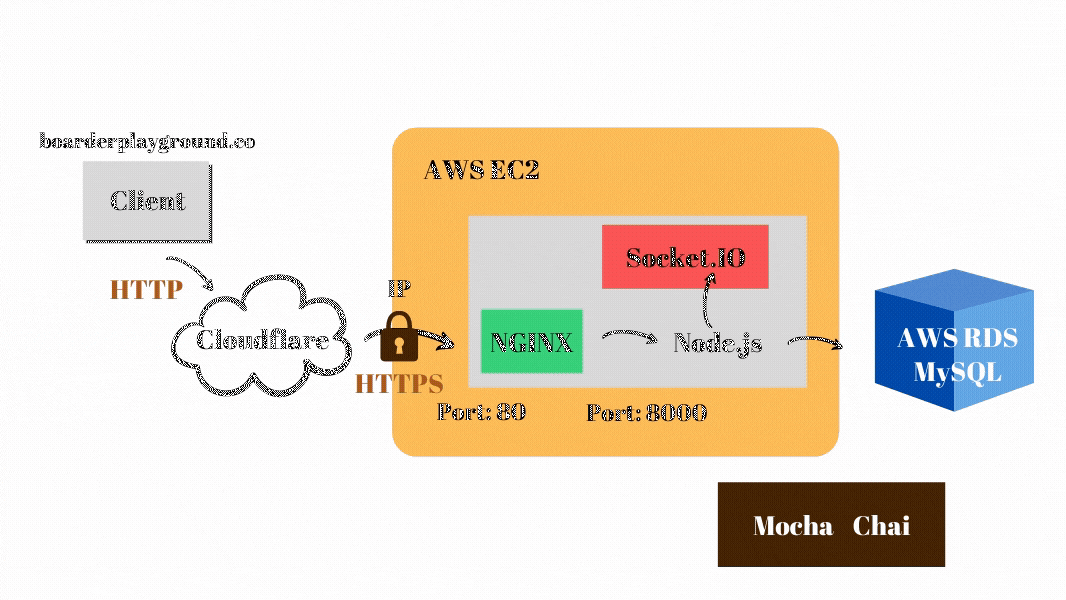 boarderplayground.co
Client
HTTP
Cloudflare
IP
HTTPS
AWS EC2
Socket.IO
NGINX
Node.js
Port: 80
Port: 8000
AWS RDS
MySQL
Mocha Chai